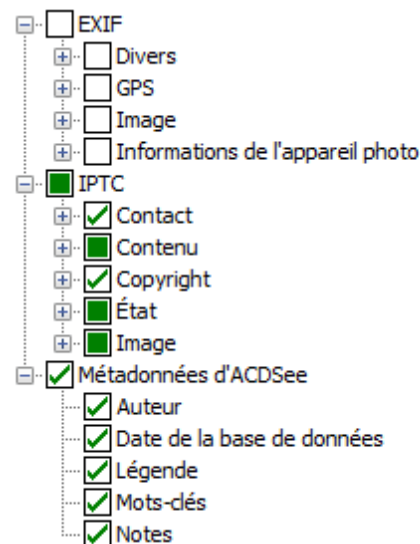 EXIF
Divers
GPS
Image
Informations de l'appareil photo
IPTC
Contact
Contenu
Copyright
État
Image
Métadonnées d'ACDSee
Auteur
Date de la base de données
Légende
Mots-clés
Notes